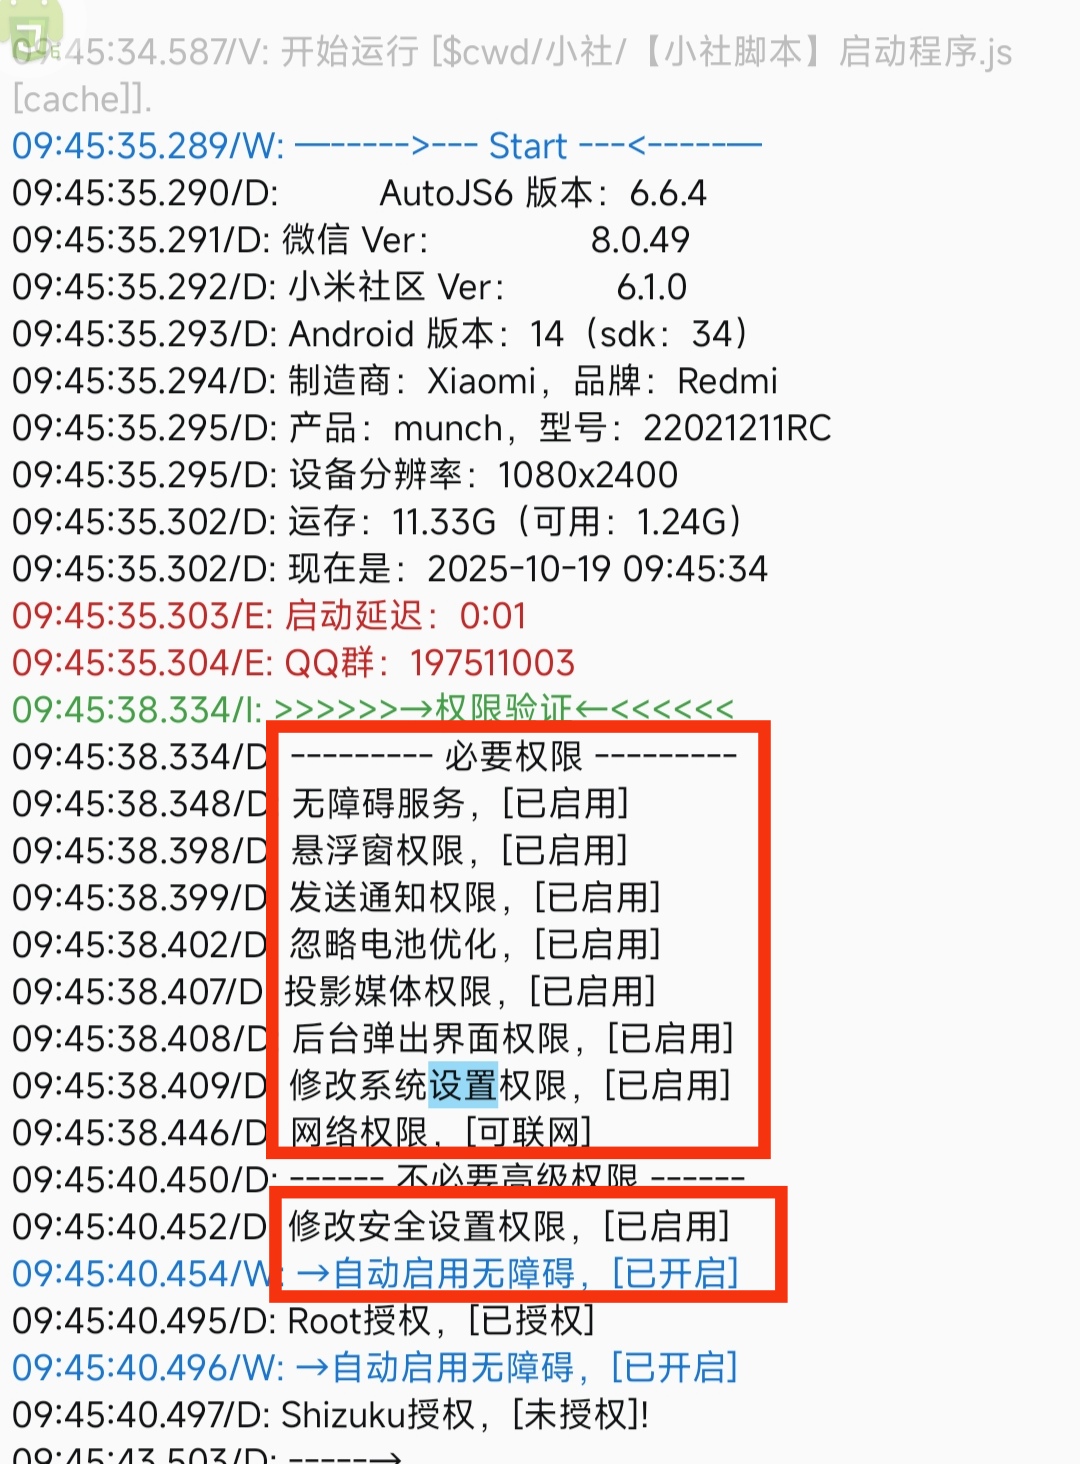 09:45:34.587/V: 开始运行 [$cwd/小社/【小社脚本】启动程序.js
[cache]].
09:45:35.289/W: —------>--- Start ---<------—
09:45:35.290/D: AutoJS6 版本：6.6.4
09:45:35.291/D: 微信 Ver： 8.0.49
09:45:35.292/D: 小米社区 Ver： 6.1.0
09:45:35.293/D: Android 版本：14（sdk：34）
09:45:35.294/D: 制造商：Xiaomi，品牌：Redmi
09:45:35.295/D: 产品：munch，型号：22021211RC
09:45:35.295/D: 设备分辨率：1080x2400
09:45:35.302/D: 运存：11.33G（可用：1.24G）
09:45:35.302/D: 现在是：2025-10-19 09:45:34
09:45:35.303/E: 启动延迟：0:01
09:45:35.304/E: QQ群：197511003
09:45:38.334/I: >>>>>>→权限验证←<<<<<<
09:45:38.334/D --------- 必要权限 ---------
09:45:38.348/D 无障碍服务，[已启用]
09:45:38.398/D 悬浮窗权限，[已启用]
09:45:38.399/D 发送通知权限，[已启用]
09:45:38.402/D 忽略电池优化，[已启用]
09:45:38.407/D 投影媒体权限，[已启用]
09:45:38.408/D 后台弹出界面权限，[已启用]
09:45:38.409/D 修改系统设置权限，[已启用]
09:45:38.446/D 网络权限，[可联网]
09:45:40.450/D: ------ 不必要高级权限 ------
09:45:40.452/D 修改安全设置权限，[已启用]
09:45:40.454/W: →自动启用无障碍，[已开启]
09:45:40.495/D: Root授权，[已授权]
09:45:40.496/W: →自动启用无障碍，[已开启]
09:45:40.497/D: Shizuku授权，[未授权]!
09:45:43.503/D: -----→